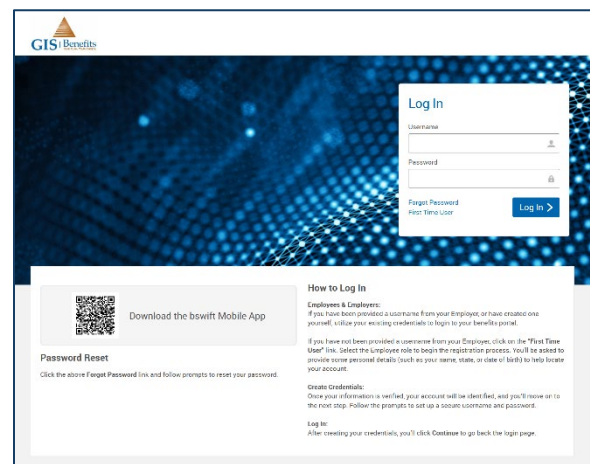 GIS Benefits
Log In
Username
Password
Forgot Password
First Time User
Log In
Download the bswift Mobile App
Password Reset
Click the above Forgot Password link and follow prompts to reset your password.
How to Log In
Employees & Employers:
If you have been provided a username from your Employer, or have created one
yourself, utilize your existing credentials to login to your benefits portal.
If you have not been provided a username from your Employer, click on the "First Time
User" link. Select the Employee role to begin the registration process. You'll be asked to
provide some personal details (such as your name, state, or date of birth) to help locate
your account.
Create Credentials:
Once your information is verified, your account will be identified, and you'll move on to
the next step. Follow the prompts to set up a secure username and password.
Log In:
After creating your credentials, you'll click Continue to go back the login page.